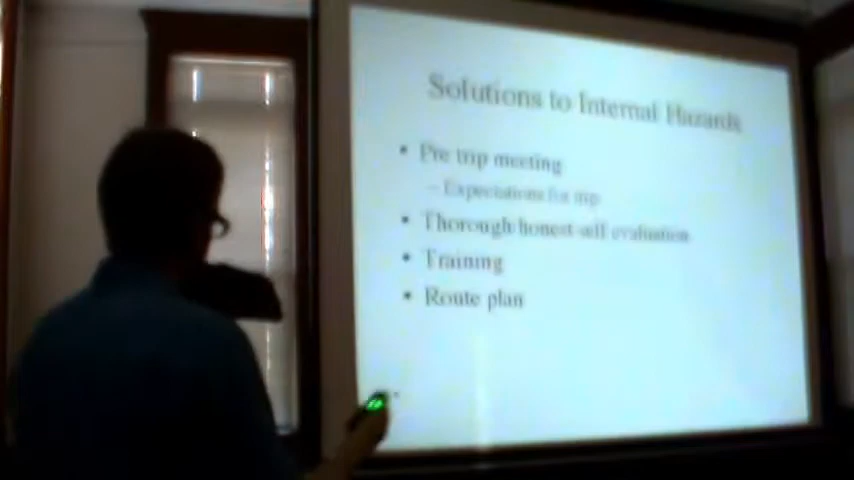 Solutions to Internal Hazards
• Pre trip meeting
– Expectations for trip
• Thorough honest self evaluation
• Training
• Route plan